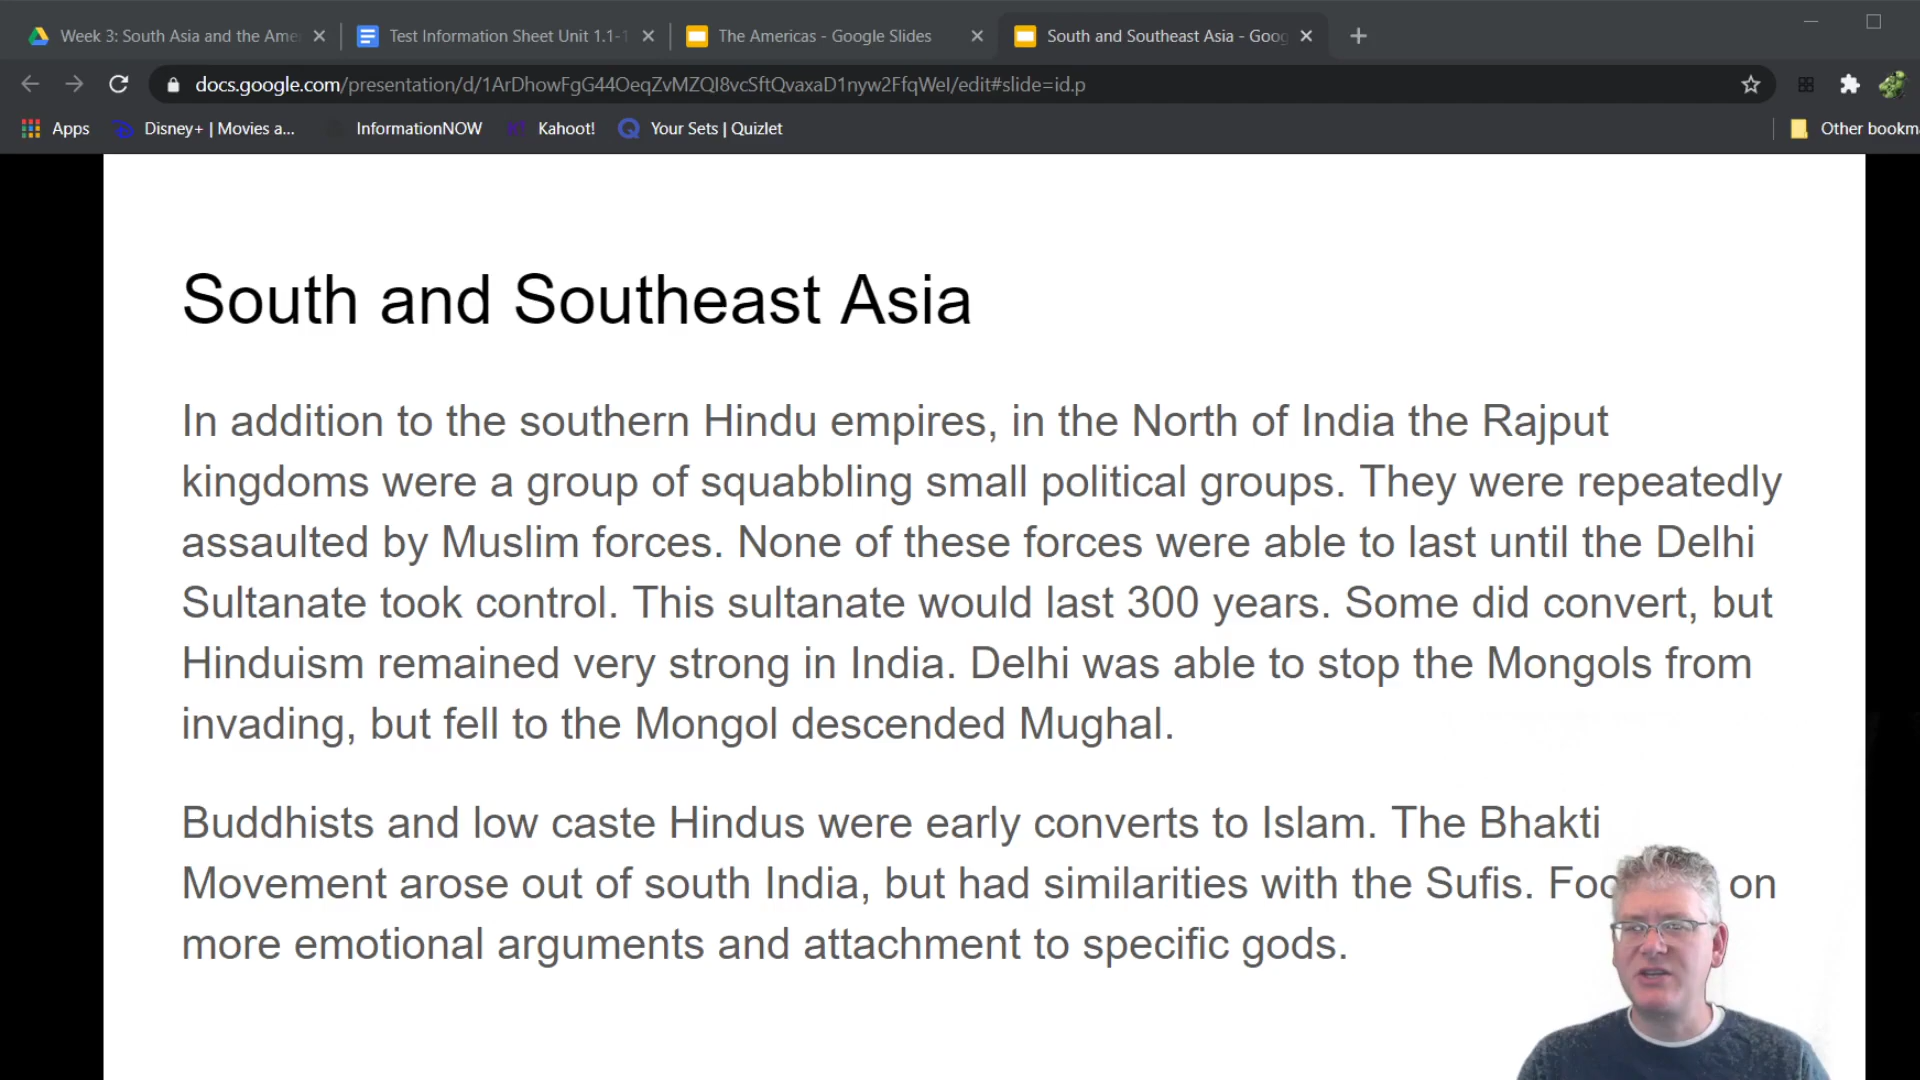 Week 3: South Asia and the Ame
Test Information Sheet Unit 1.1-1
The Americas - Google Slides
South and Southeast Asia - Goog
docs.google.com/presentation/d/1ArDhowFgG44OeqZvMZQI8vcSftQvaxaD1nyw2FfqWeI/edit#slide=id.p
Apps
Disney+ | Movies a...
InformationNOW
Kahoot!
Your Sets | Quizlet
Other bookma
South and Southeast Asia
In addition to the southern Hindu empires, in the North of India the Rajput
kingdoms were a group of squabbling small political groups. They were repeatedly
assaulted by Muslim forces. None of these forces were able to last until the Delhi
Sultanate took control. This sultanate would last 300 years. Some did convert, but
Hinduism remained very strong in India. Delhi was able to stop the Mongols from
invading, but fell to the Mongol descended Mughal.
Buddhists and low caste Hindus were early converts to Islam. The Bhakti
Movement arose out of south India, but had similarities with the Sufis. on
more emotional arguments and attachment to specific gods.